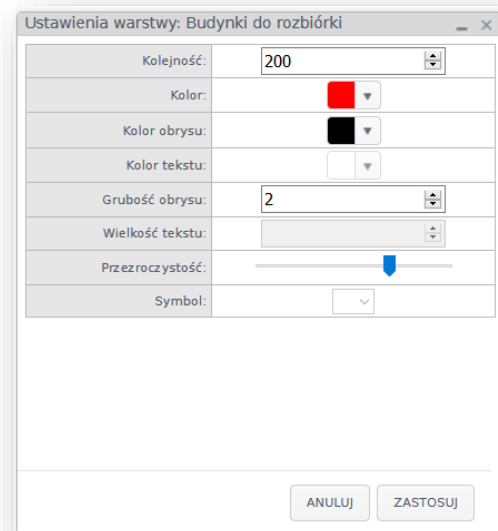 Ustawienia warstwy: Budynki do rozbiórki
Kolejność: 200
Kolor:
Kolor obrysu:
Kolor tekstu:
Grubość obrysu: 2
Wielkość tekstu:
Przezroczystość:
Symbol:
ANULUJ ZASTOSUJ